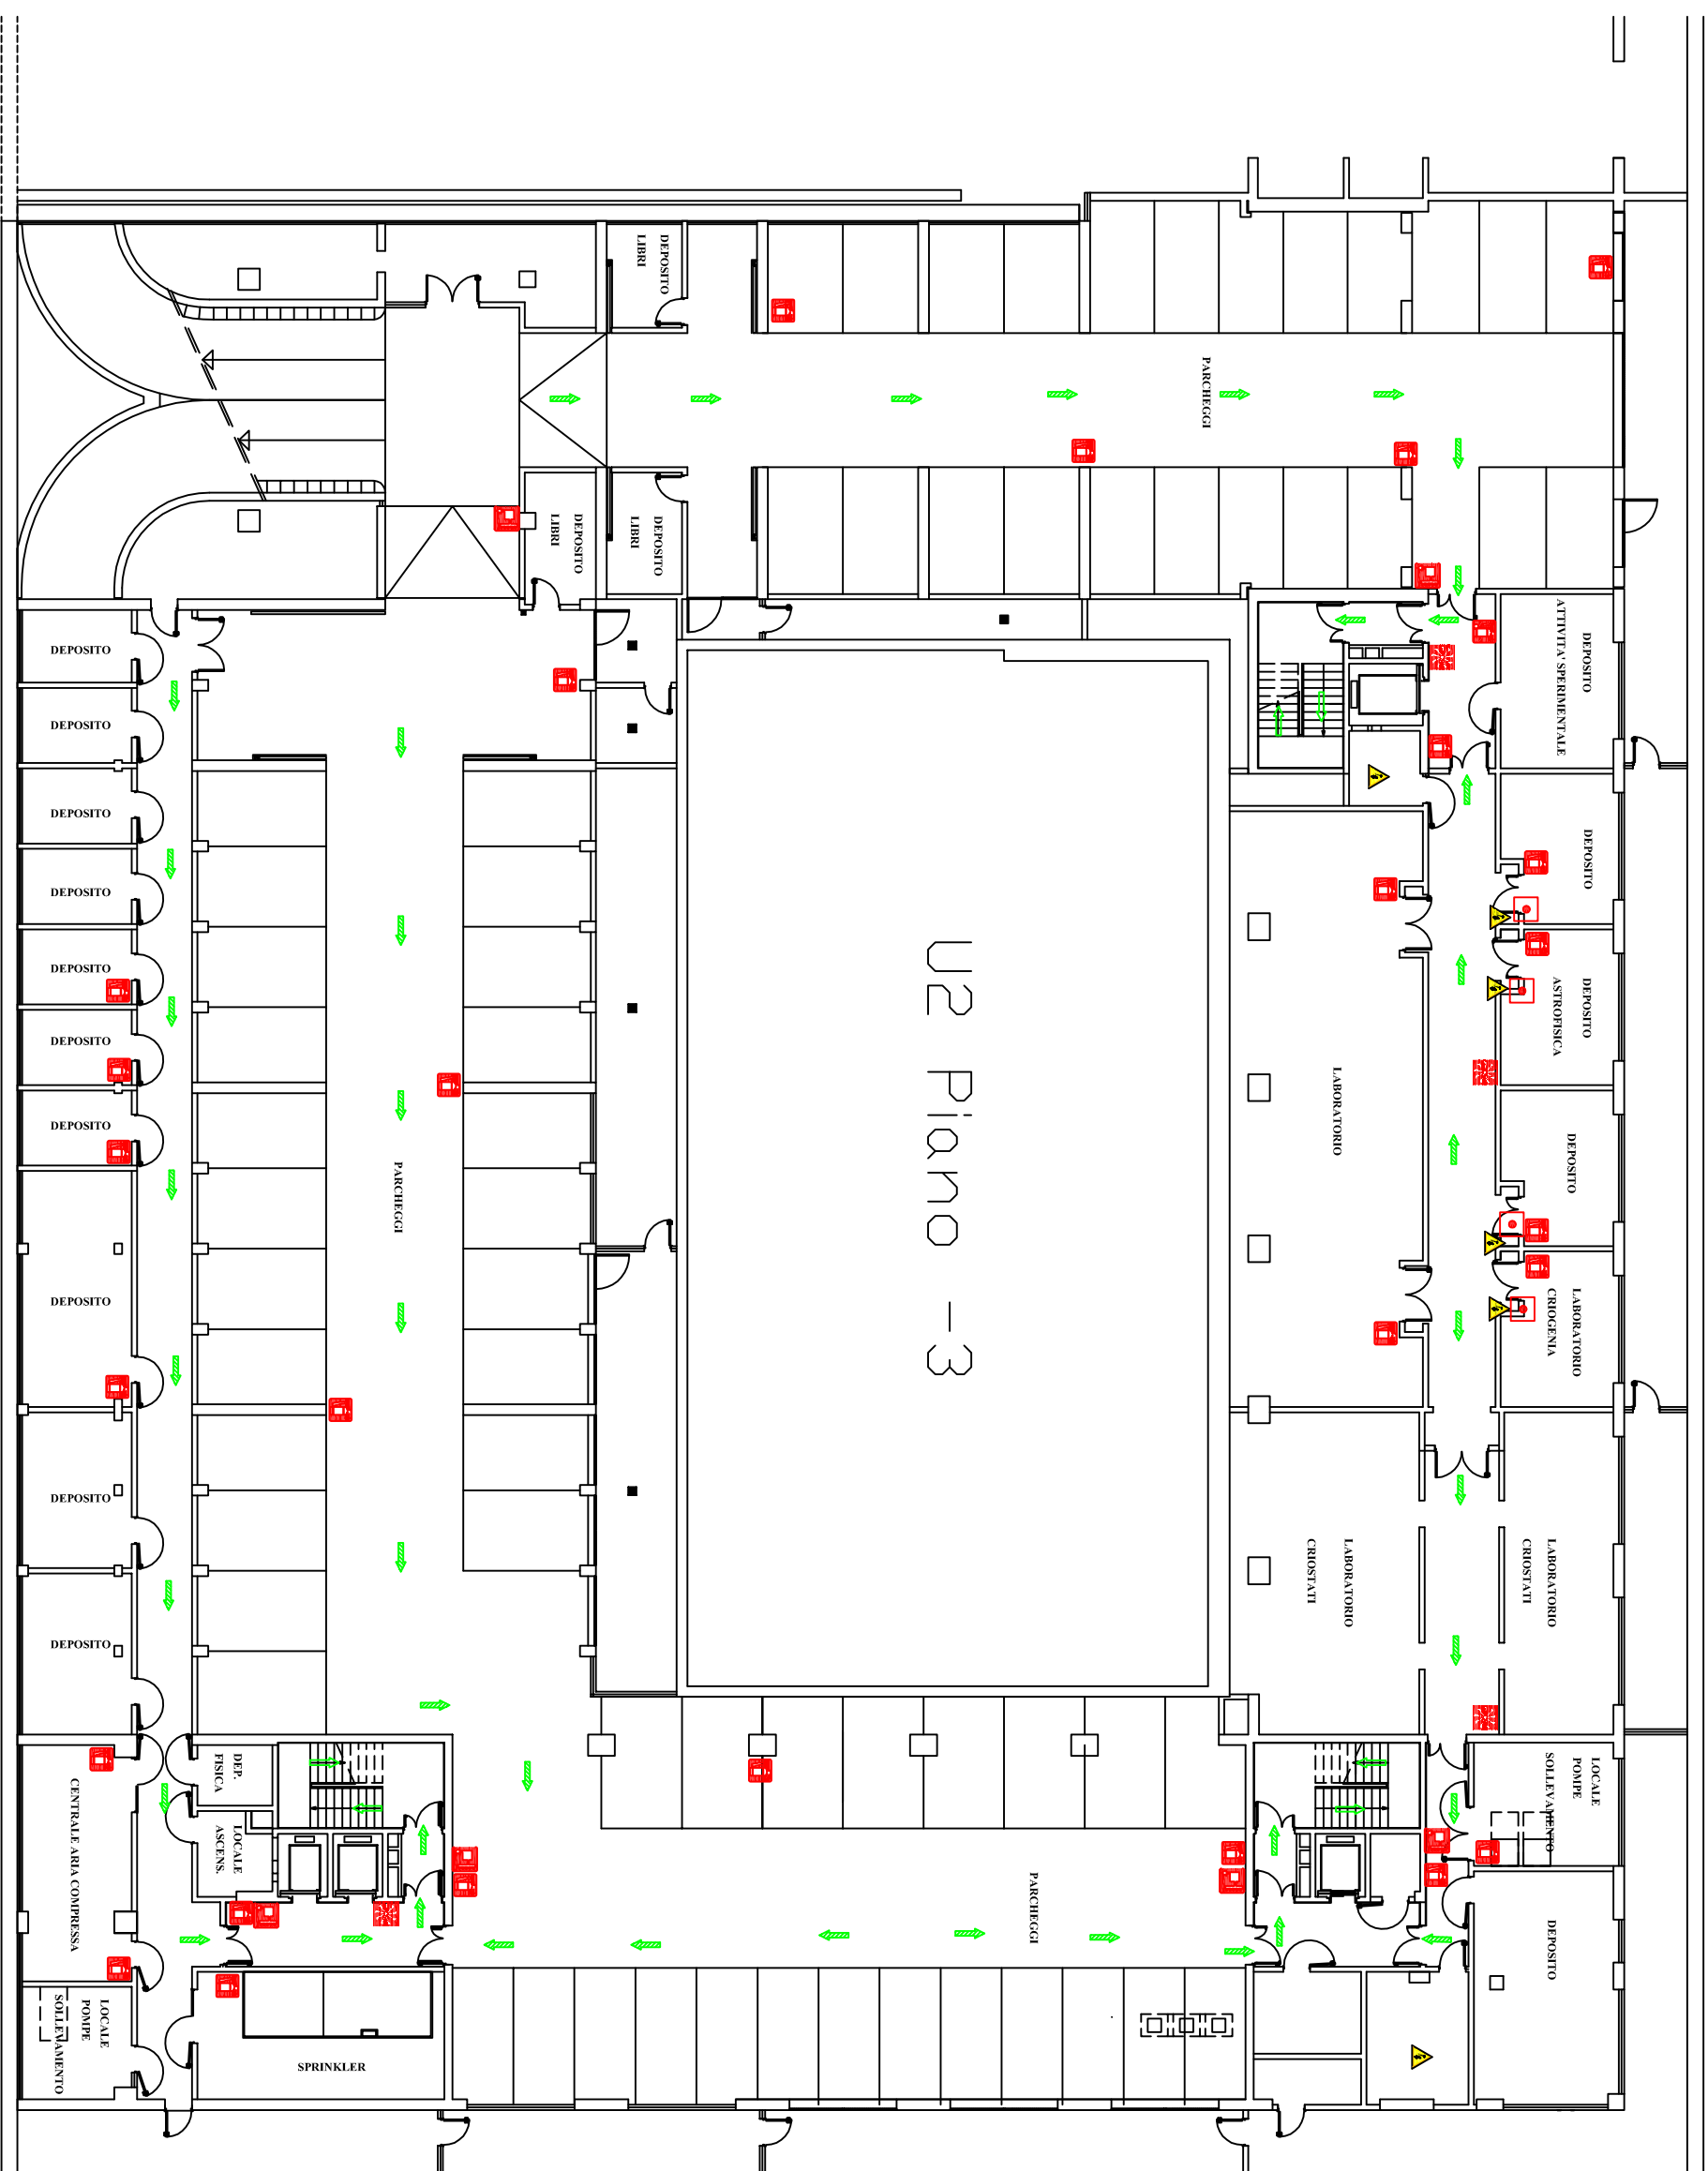 DEPOSITO
LIBRI
PARCHEGGI
DEPOSITO
LIBRI
DEPOSITO
LIBRI
DEPOSITO
ATTIVITA' SPERIMENTALE
DEPOSITO
DEPOSITO
DEPOSITO
DEPOSITO
DEPOSITO
DEPOSITO
DEPOSITO
DEPOSITO
DEPOSITO
DEPOSITO
DEPOSITO
DEPOSITO
ASTROFISICA
DEPOSITO
LABORATORIO
CRIOGENIA
LABORATORIO
U2 Piano -3
PARCHEGGI
LABORATORIO
CRIOSTATI
LABORATORIO
CRIOSTATI
LOCALE
POMPE
SOLLEVAMENTO
DEP.
FISICA
LOCALE
ASCENS.
CENTRALE ARIA COMPRESSA
PARCHEGGI
DEPOSITO
LOCALE
POMPE
SOLLEVAMENTO
SPRINKLER